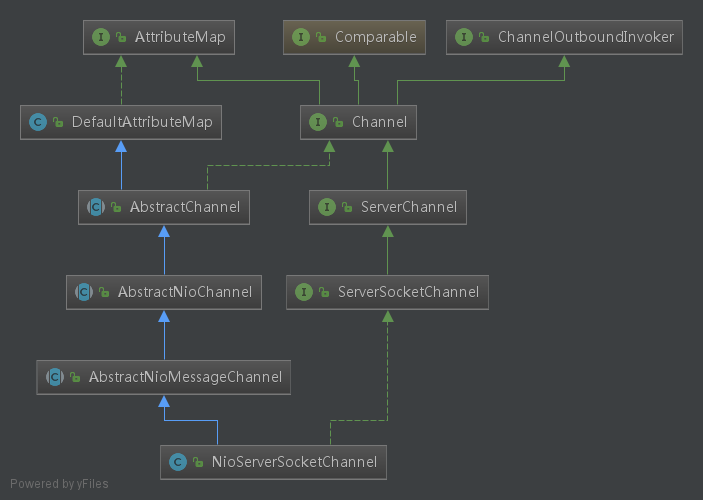 I AttributeMap
I Comparable
I ChannelOutboundInvoker
C DefaultAttributeMap
I Channel
C AbstractChannel
I ServerChannel
C AbstractNioChannel
I ServerSocketChannel
C AbstractNioMessageChannel
C NioServerSocketChannel
Powered by yFiles